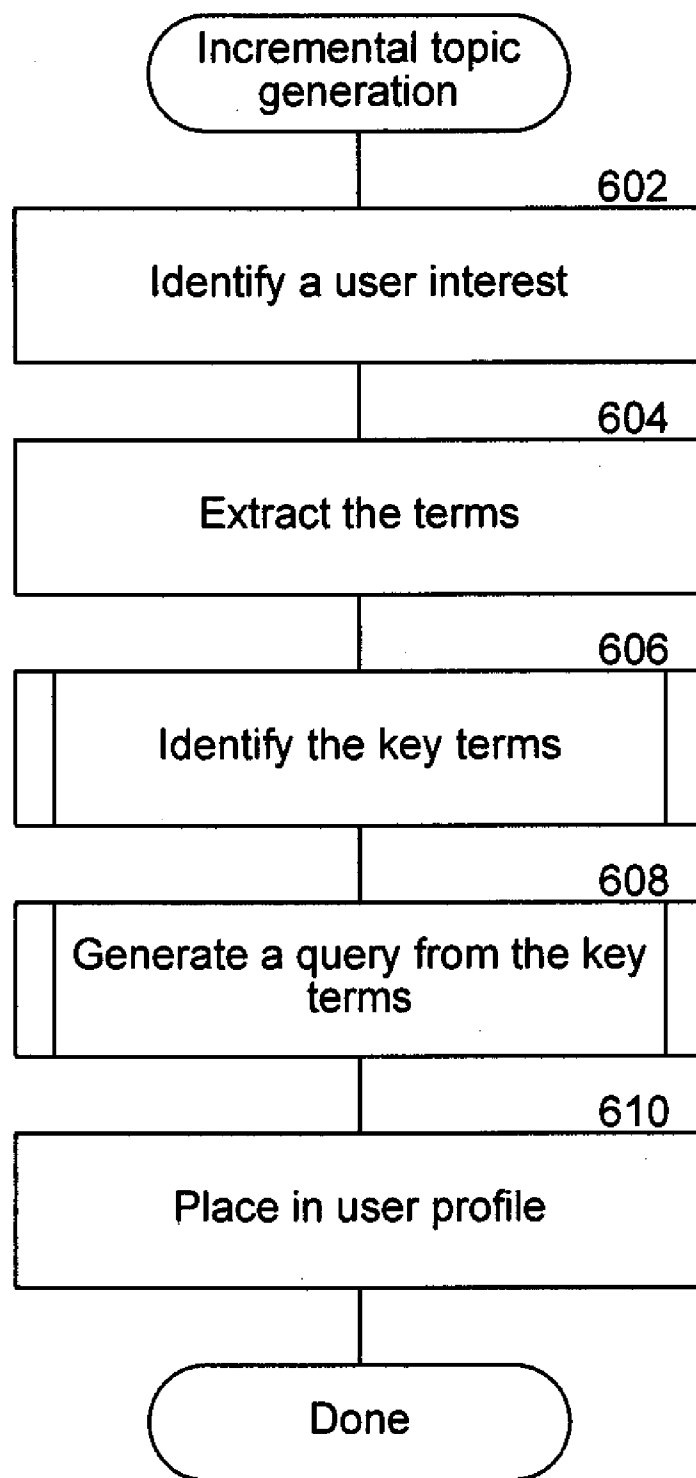 Incremental topic
generation
602
Identify a user interest
604
Extract the terms
606
Identify the key terms
608
Generate a query from the key
terms
610
Place in user profile
Done